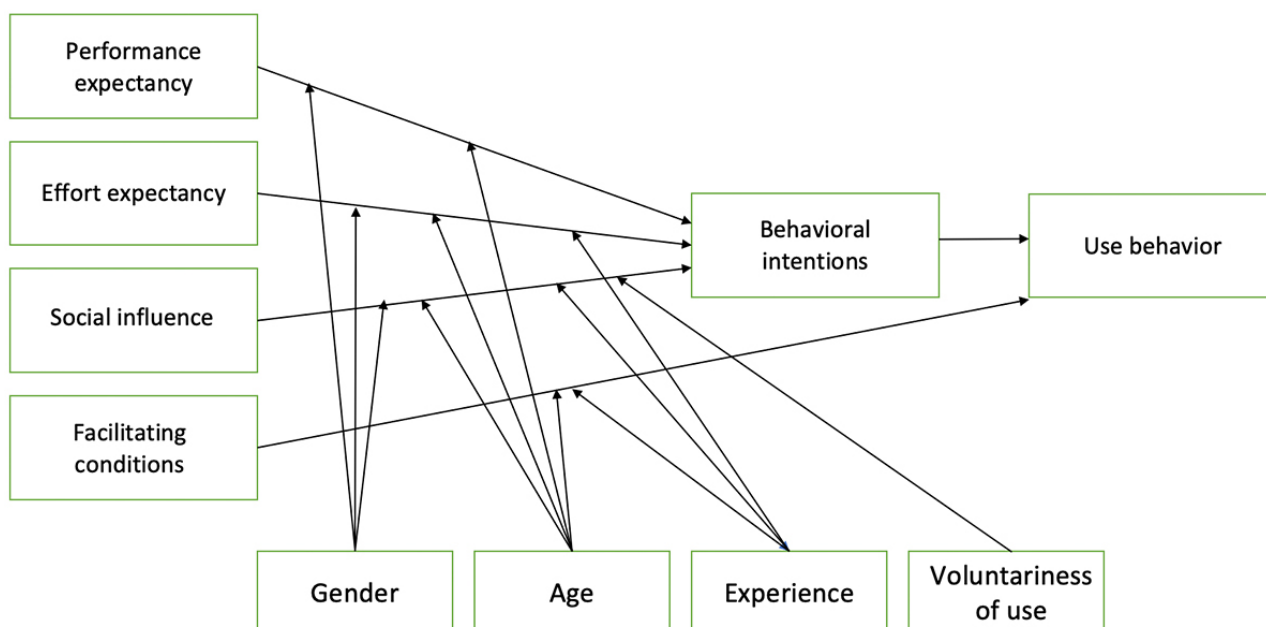 Performance
expectancy
Effort expectancy
Social influence
Facilitating
conditions
Behavioral
intentions
Use behavior
Gender
Age
Experience
Voluntariness
of use